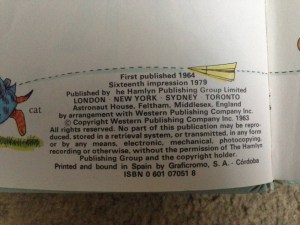 First published 1964
Sixteenth impression 1979
Published by he Hamlyn Publishing Group Limited
LONDON NEW YORK · SYDNEY TORONTO
Astronaut House, Feltham, Middlesex, England
by arrangement with Western Publishing Company Inc.
© Copyright Western Publishing Company Inc. 1963
All rights reserved. No part of this publication may be repro-
duced, stored in a retrieval system, or transmitted, in any form
or by any means, electronic, mechanical, photocopying,
recording or otherwise, without the permission of The Hamlyn
Publishing Group and the copyright holder.
Printed and bound in Spain by Graficromo, S. A. - Córdoba
ISBN 0 601 07051 8
cat